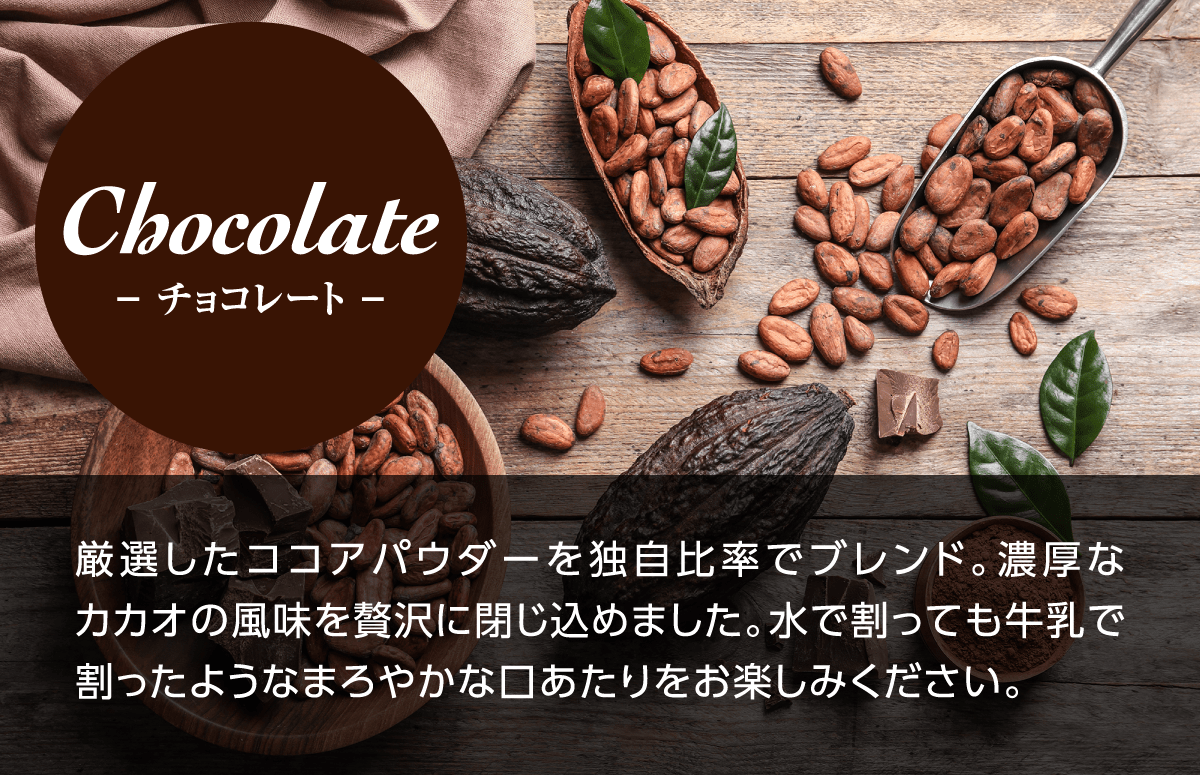 Chocolate
– チョコレート –
厳選したココアパウダーを独自比率でブレンド。濃厚な
カカオの風味を贅沢に閉じ込めました。水で割っても牛乳で
割ったようなまろやかな口あたりをお楽しみください。